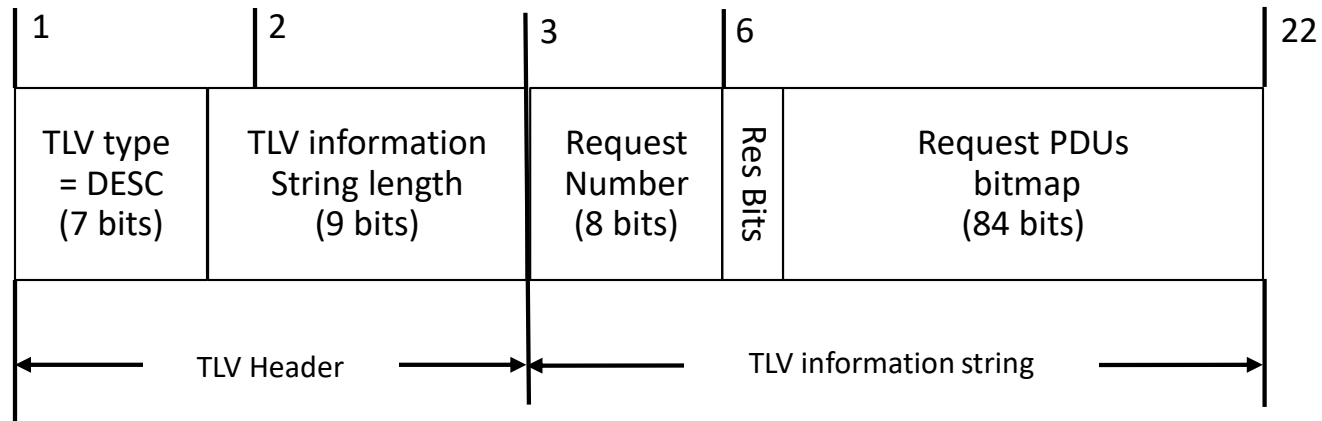 1
2
3
6
22
TLV type
= DESC
(7 bits)
TLV information
String length
(9 bits)
Request
Number
(8 bits)
Res Bits
Request PDUs
bitmap
(84 bits)
TLV Header
TLV information string